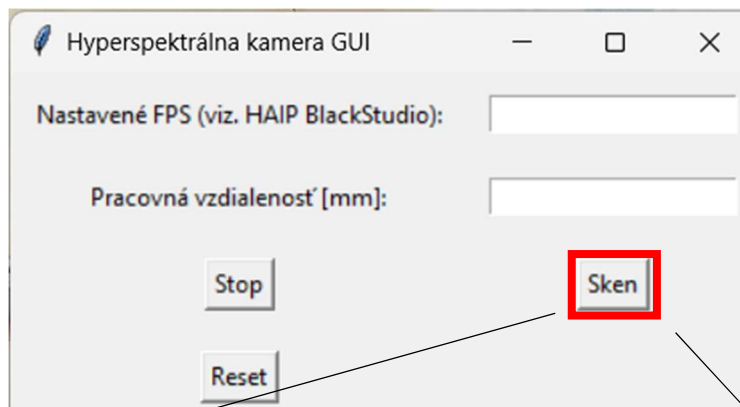 Hyperspektrálna kamera GUI
Nastavené FPS (viz. HAIP BlackStudio):
Pracovná vzdialenosť [mm]:
Stop
Sken
Reset